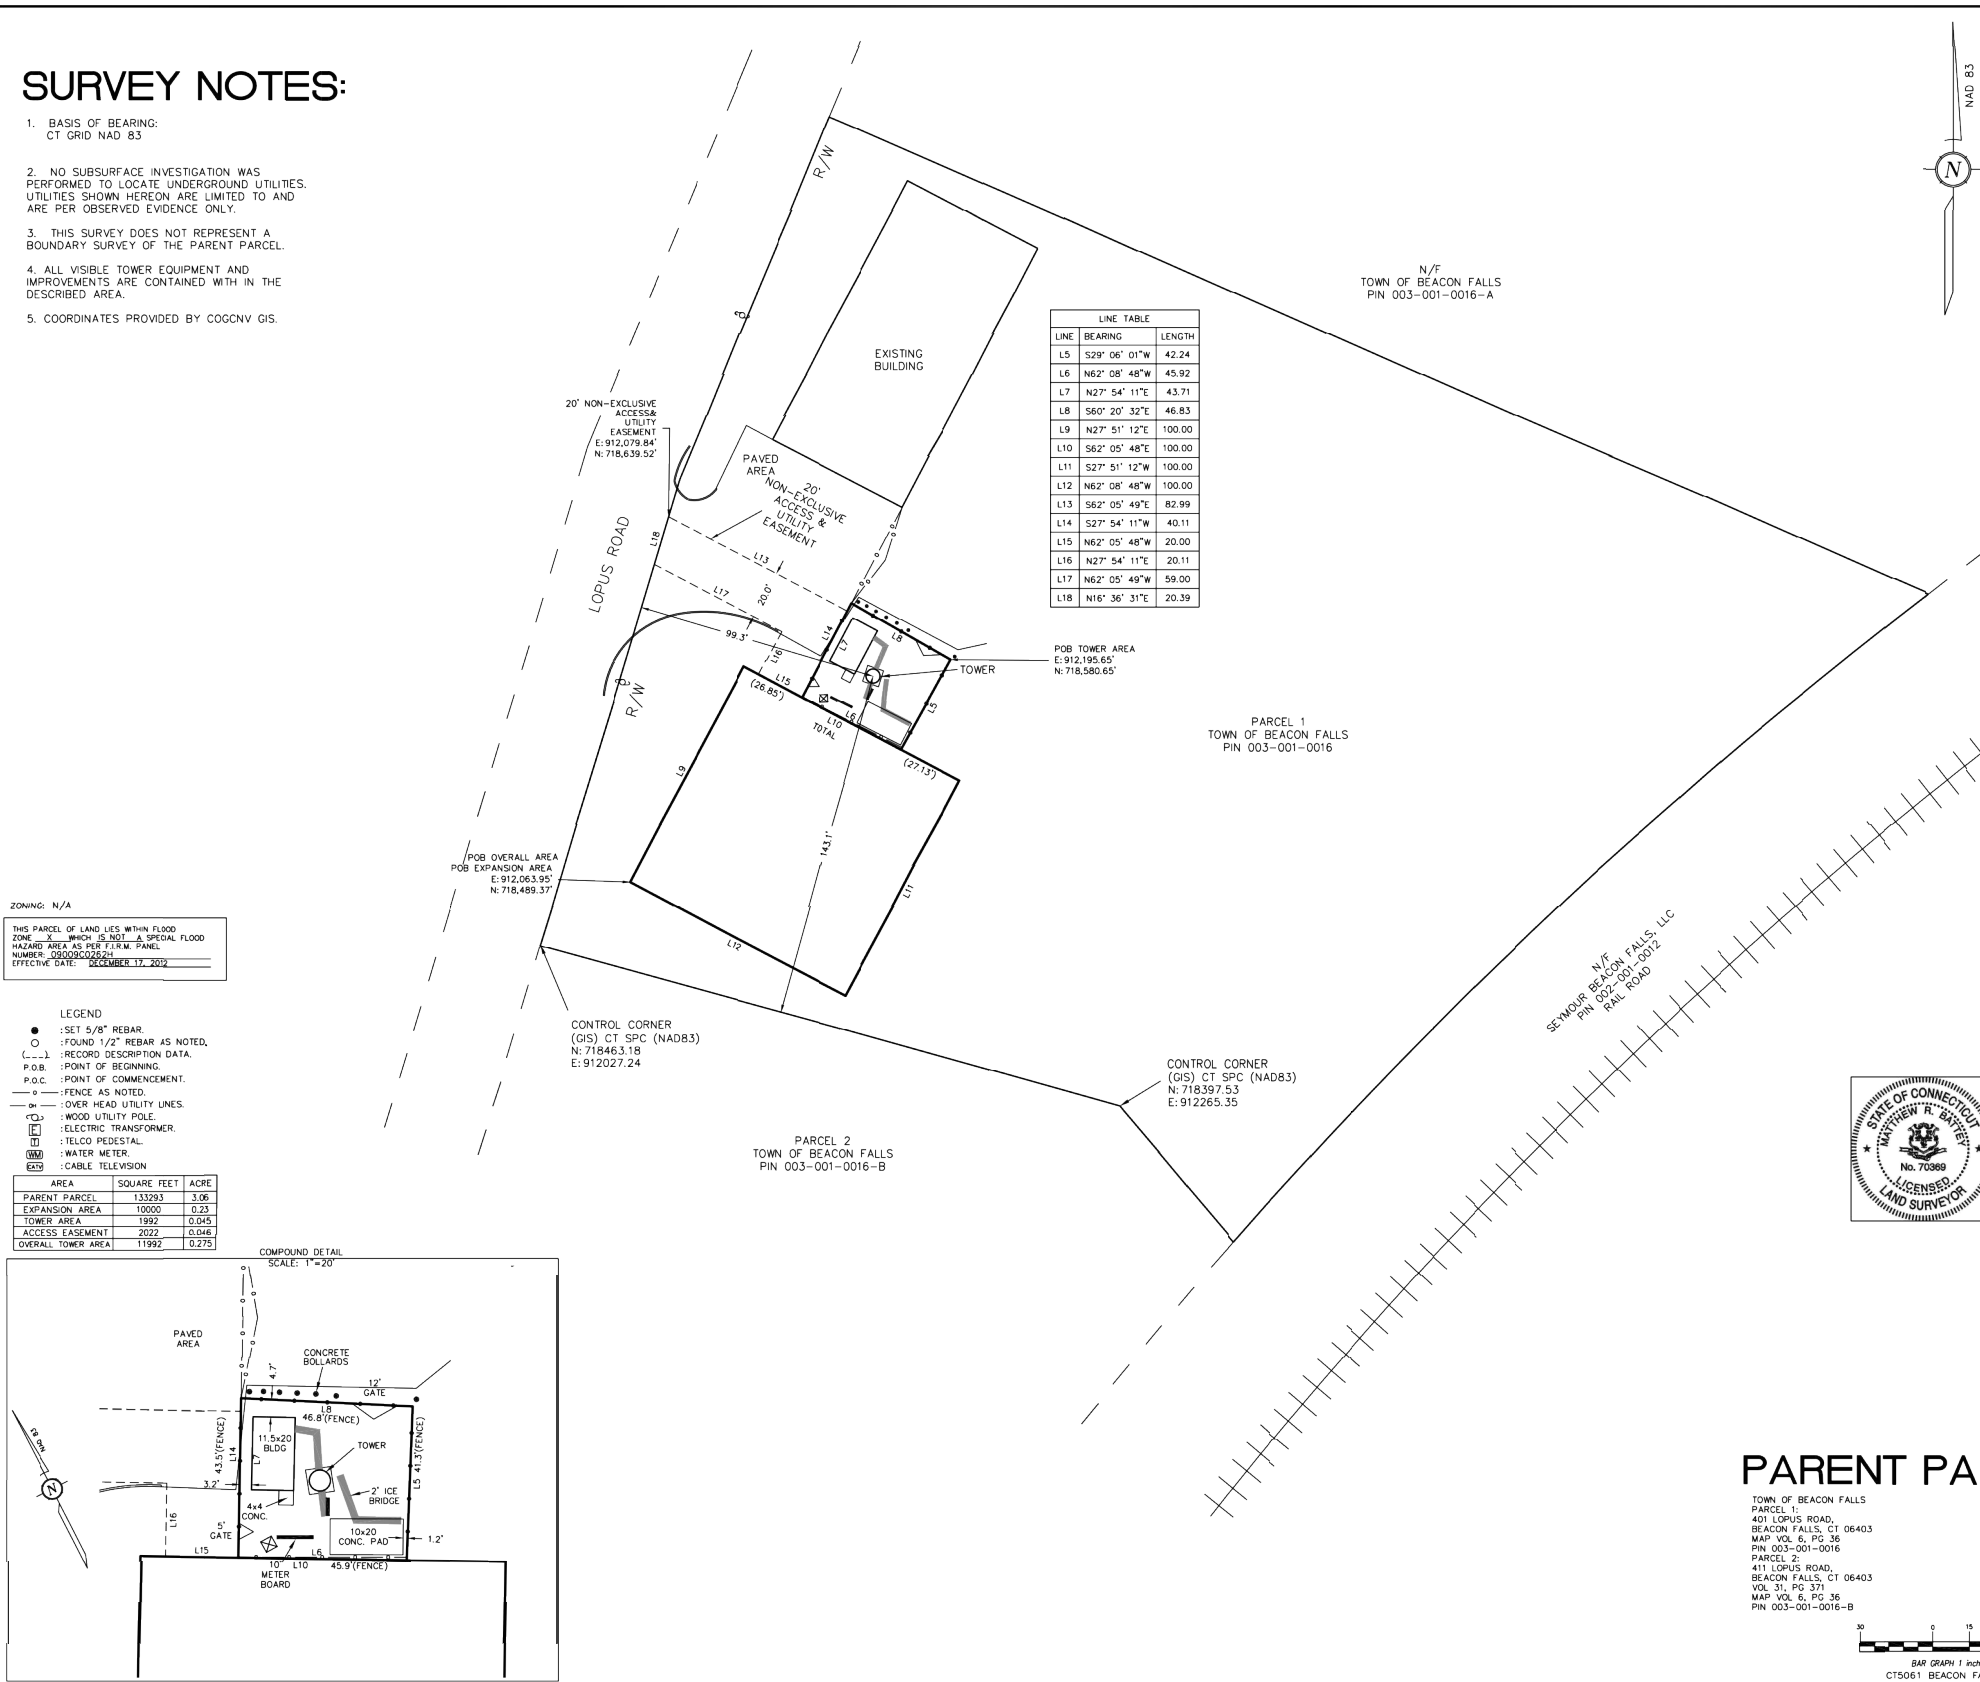 SURVEY NOTES:
1. BASIS OF BEARING:
CT GRID NAD 83
2. NO SUBSURFACE INVESTIGATION WAS
PERFORMED TO LOCATE UNDERGROUND UTILITIES.
UTILITIES SHOWN HEREON ARE LIMITED TO AND
ARE PER OBSERVED EVIDENCE ONLY.
3. THIS SURVEY DOES NOT REPRESENT A
BOUNDARY SURVEY OF THE PARENT PARCEL.
4. ALL VISIBLE TOWER EQUIPMENT AND
IMPROVEMENTS ARE CONTAINED WITH IN THE
DESCRIBED AREA.
5. COORDINATES PROVIDED BY COGCNV GIS.
NAD 83
N
R/W
N/F
TOWN OF BEACON FALLS
PIN 003-001-0016-A
EXISTING
BUILDING
LINE TABLE
LINE BEARING LENGTH
L5 S29° 06' 01"W 42.24
L6 N62° 08' 48"W 45.92
L7 N27° 54' 11"E 43.71
L8 S60° 20' 32"E 46.83
L9 N27° 51' 12"E 100.00
L10 S62° 05' 48"E 100.00
L11 S27° 51' 12"W 100.00
L12 N62° 08' 48"W 100.00
L13 S62° 05' 49"E 82.99
L14 S27° 54' 11"W 40.11
L15 N62° 05' 48"W 20.00
L16 N27° 54' 11"E 20.11
L17 N62° 05' 49"W 59.00
L18 N16° 36' 31"E 20.39
20' NON-EXCLUSIVE
ACCESS&
UTILITY
EASEMENT
E: 912,079.84'
N: 718,639.52'
PAVED
AREA
20'
NON-EXCLUSIVE
ACCESS &
UTILITY
EASEMENT
LOPUS ROAD
L18
L13
L17
20.0'
99.3'
L14
L7
L8
L16
L15
(26.85')
L6
L10
TOTAL
L5
TOWER
POB TOWER AREA
E: 912,195.65'
N: 718,580.65'
R/W
(27.13')
L9
143.1'
L11
L12
PARCEL 1
TOWN OF BEACON FALLS
PIN 003-001-0016
POB OVERALL AREA
POB EXPANSION AREA
E: 912,063.95'
N: 718,489.37'
CONTROL CORNER
(GIS) CT SPC (NAD83)
N: 718463.18
E: 912027.24
CONTROL CORNER
(GIS) CT SPC (NAD83)
N: 718397.53
E: 912265.35
N/F
SEYMOUR BEACON FALLS, LLC
PIN 002-001-0012
RAIL ROAD
PARCEL 2
TOWN OF BEACON FALLS
PIN 003-001-0016-B
ZONING: N/A
THIS PARCEL OF LAND LIES WITHIN FLOOD
ZONE X WHICH IS NOT A SPECIAL FLOOD
HAZARD AREA AS PER F.I.R.M. PANEL
NUMBER: 09009C0262H
EFFECTIVE DATE: DECEMBER 17, 2012
LEGEND
:SET 5/8" REBAR.
:FOUND 1/2" REBAR AS NOTED.
(___) :RECORD DESCRIPTION DATA.
P.O.B. :POINT OF BEGINNING.
P.O.C. :POINT OF COMMENCEMENT.
:FENCE AS NOTED.
OH :OVER HEAD UTILITY LINES.
:WOOD UTILITY POLE.
E :ELECTRIC TRANSFORMER.
T :TELCO PEDESTAL.
WM :WATER METER.
CATV :CABLE TELEVISION
AREA SQUARE FEET ACRE
PARENT PARCEL 133293 3.06
EXPANSION AREA 10000 0.23
TOWER AREA 1992 0.045
ACCESS EASEMENT 2022 0.046
OVERALL TOWER AREA 11992 0.275
STATE OF CONNECTICUT
MATTHEW R. BATTEY
No. 70369
LICENSED
LAND SURVEYOR
COMPOUND DETAIL
SCALE: 1"=20'
PAVED
AREA
CONCRETE
BOLLARDS
4.7'
12'
GATE
L8
46.8'(FENCE)
43.5'(FENCE)
L14
11.5x20
BLDG
L7
TOWER
L5 41.3'(FENCE)
3.2'
2' ICE
BRIDGE
4x4
CONC.
5'
GATE
L16
10x20
CONC. PAD
1.2'
L15
10'
L10
L6
45.9'(FENCE)
METER
BOARD
NAD 83
N
PARENT PA
TOWN OF BEACON FALLS
PARCEL 1:
401 LOPUS ROAD,
BEACON FALLS, CT 06403
MAP VOL 6, PG 36
PIN 003-001-0016
PARCEL 2:
411 LOPUS ROAD,
BEACON FALLS, CT 06403
VOL 31, PG 371
MAP VOL 6, PG 36
PIN 003-001-0016-B
30 0 15
BAR GRAPH 1 inch
CT5061 BEACON FA